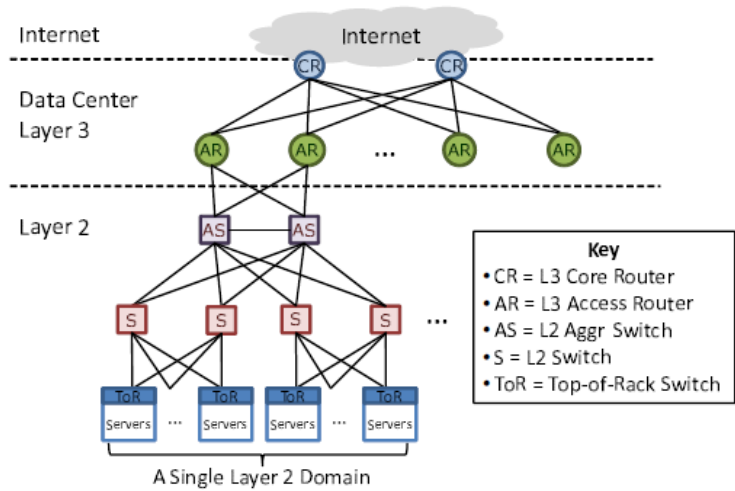 Internet
Internet
CR CR
Data Center
Layer 3
AR AR ... AR AR
Layer 2
AS AS
Key
• CR = L3 Core Router
• AR = L3 Access Router
• AS = L2 Aggr Switch
• S = L2 Switch
• ToR = Top-of-Rack Switch
S S S S ...
ToR ToR ToR ToR
Servers ... Servers Servers ... Servers
A Single Layer 2 Domain